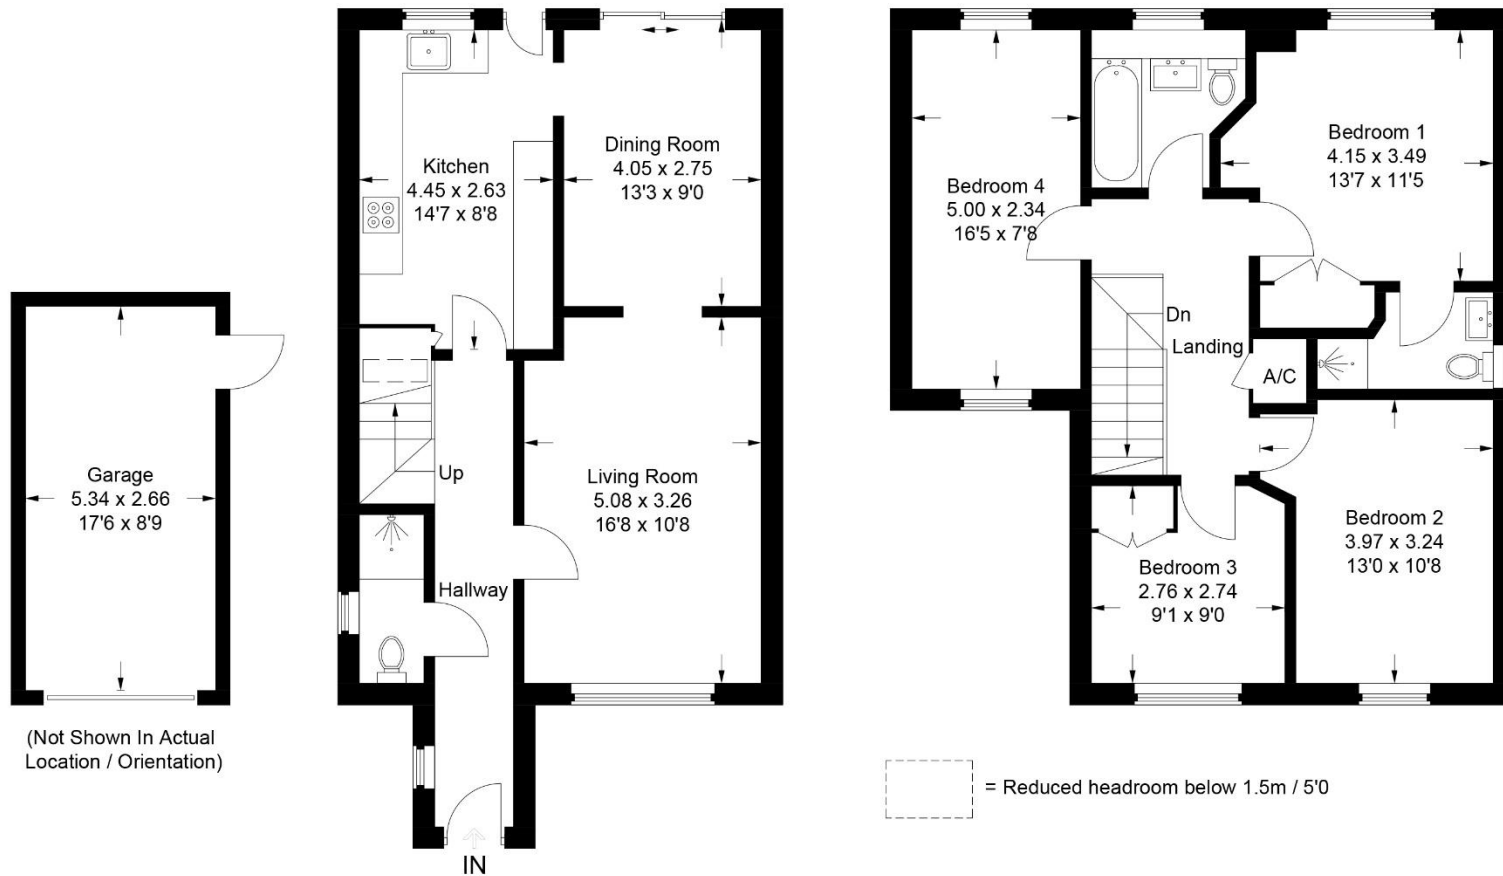 Kitchen
4.45 x 2.63
14'7 x 8'8
Dining Room
4.05 x 2.75
13'3 x 9'0
Garage
5.34 x 2.66
17'6 x 8'9
(Not Shown In Actual
Location / Orientation)
Up
Living Room
5.08 x 3.26
16'8 x 10'8
Hallway
IN
Bedroom 4
5.00 x 2.34
16'5 x 7'8
Bedroom 1
4.15 x 3.49
13'7 x 11'5
Dn
Landing
A/C
Bedroom 2
3.97 x 3.24
13'0 x 10'8
Bedroom 3
2.76 x 2.74
9'1 x 9'0
= Reduced headroom below 1.5m / 5'0